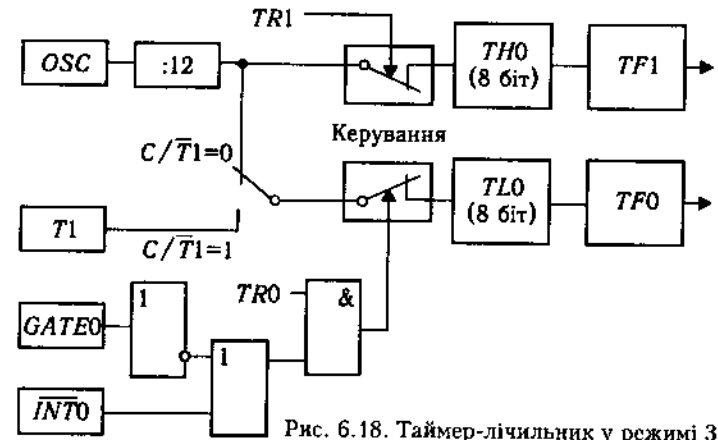 TR1
OSC
:12
TH0
(8 біт)
TF1
Керування
C/T̅1=0
TL0
(8 біт)
TF0
T1
C/T̅1=1
TR0
&
GATE0
1
1
I̅N̅T̅0
Рис. 6.18. Таймер-лічильник у режимі 3